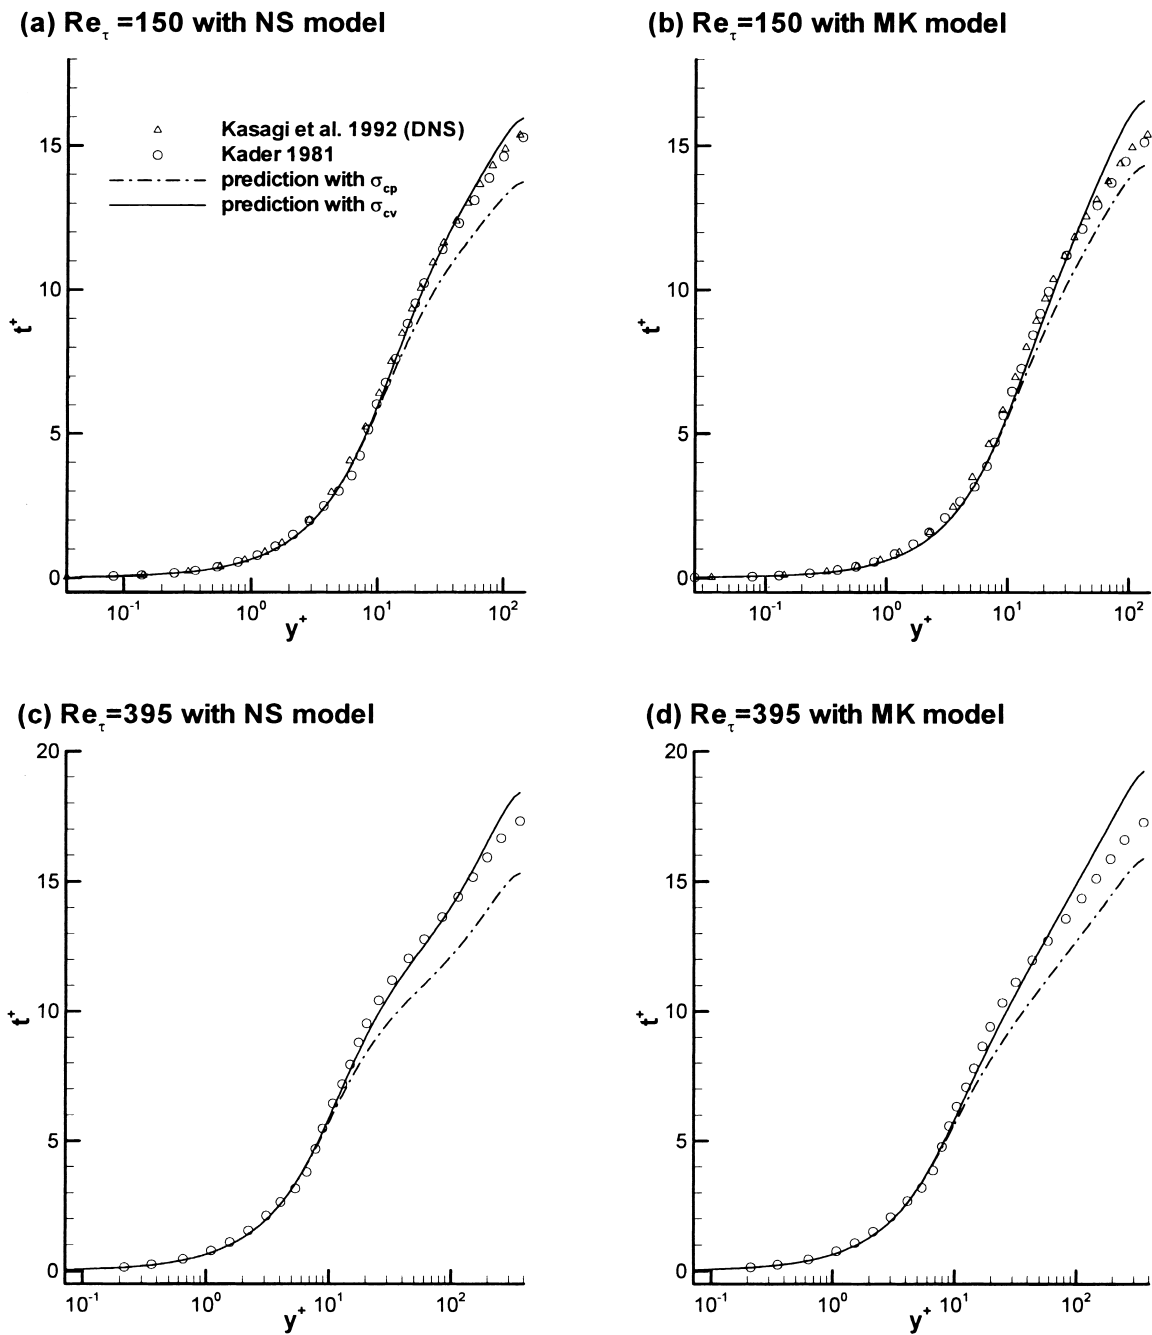 (a) Reτ =150 with NS model
15
10
5
0
t+
Kasagi et al. 1992 (DNS)
Kader 1981
prediction with σcp
prediction with σcv
10-1 100 101 102
y+
(b) Reτ=150 with MK model
15
10
5
0
t+
10-1 100 101 102
y+
(c) Reτ=395 with NS model
20
15
10
5
0
t+
10-1 100 101 102
y+
(d) Reτ=395 with MK model
20
15
10
5
0
t+
10-1 100 101 102
y+